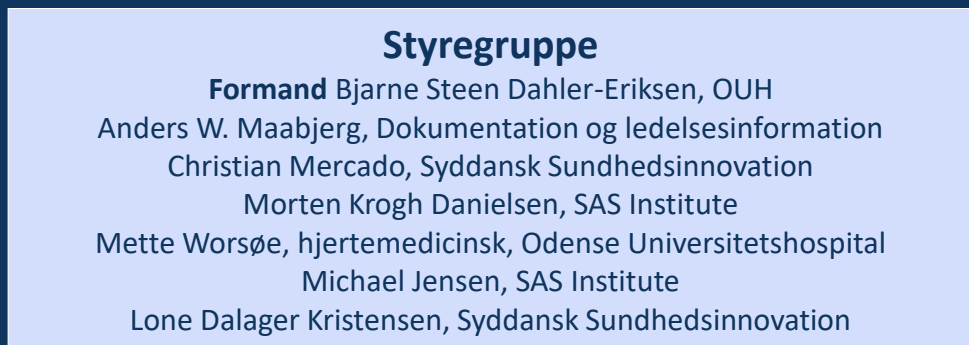 Styregruppe
Formand Bjarne Steen Dahler-Eriksen, OUH
Anders W. Maabjerg, Dokumentation og ledelsesinformation
Christian Mercado, Syddansk Sundhedsinnovation
Morten Krogh Danielsen, SAS Institute
Mette Worsøe, hjertemedicinsk, Odense Universitetshospital
Michael Jensen, SAS Institute
Lone Dalager Kristensen, Syddansk Sundhedsinnovation